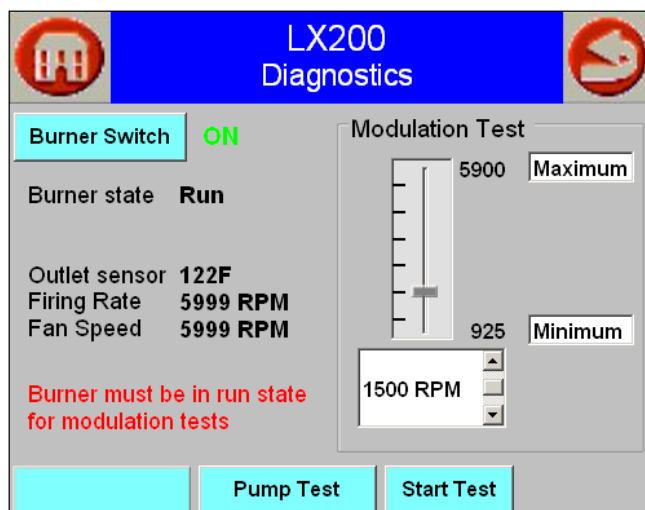 LX200
Diagnostics
Burner Switch ON
Burner state Run
Outlet sensor 122F
Firing Rate 5999 RPM
Fan Speed 5999 RPM
Burner must be in run state
for modulation tests
Modulation Test
5900 Maximum
925 Minimum
1500 RPM
Pump Test
Start Test